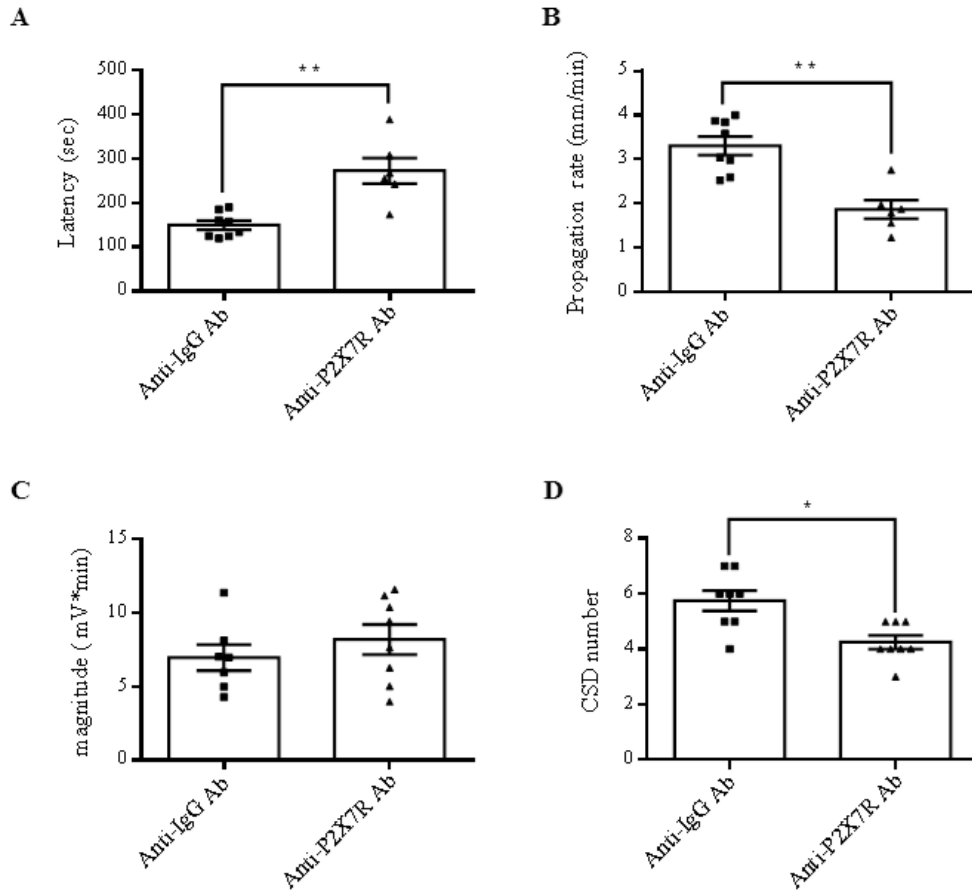 A
Latency (sec)
500
400
300
200
100
0
**
Anti-IgG Ab
Anti-P2X7R Ab
B
Propagation rate (mm/min)
5
4
3
2
1
0
**
Anti-IgG Ab
Anti-P2X7R Ab
C
magnitude ( mV*min)
15
10
5
0
Anti-IgG Ab
Anti-P2X7R Ab
D
CSD number
8
6
4
2
0
*
Anti-IgG Ab
Anti-P2X7R Ab